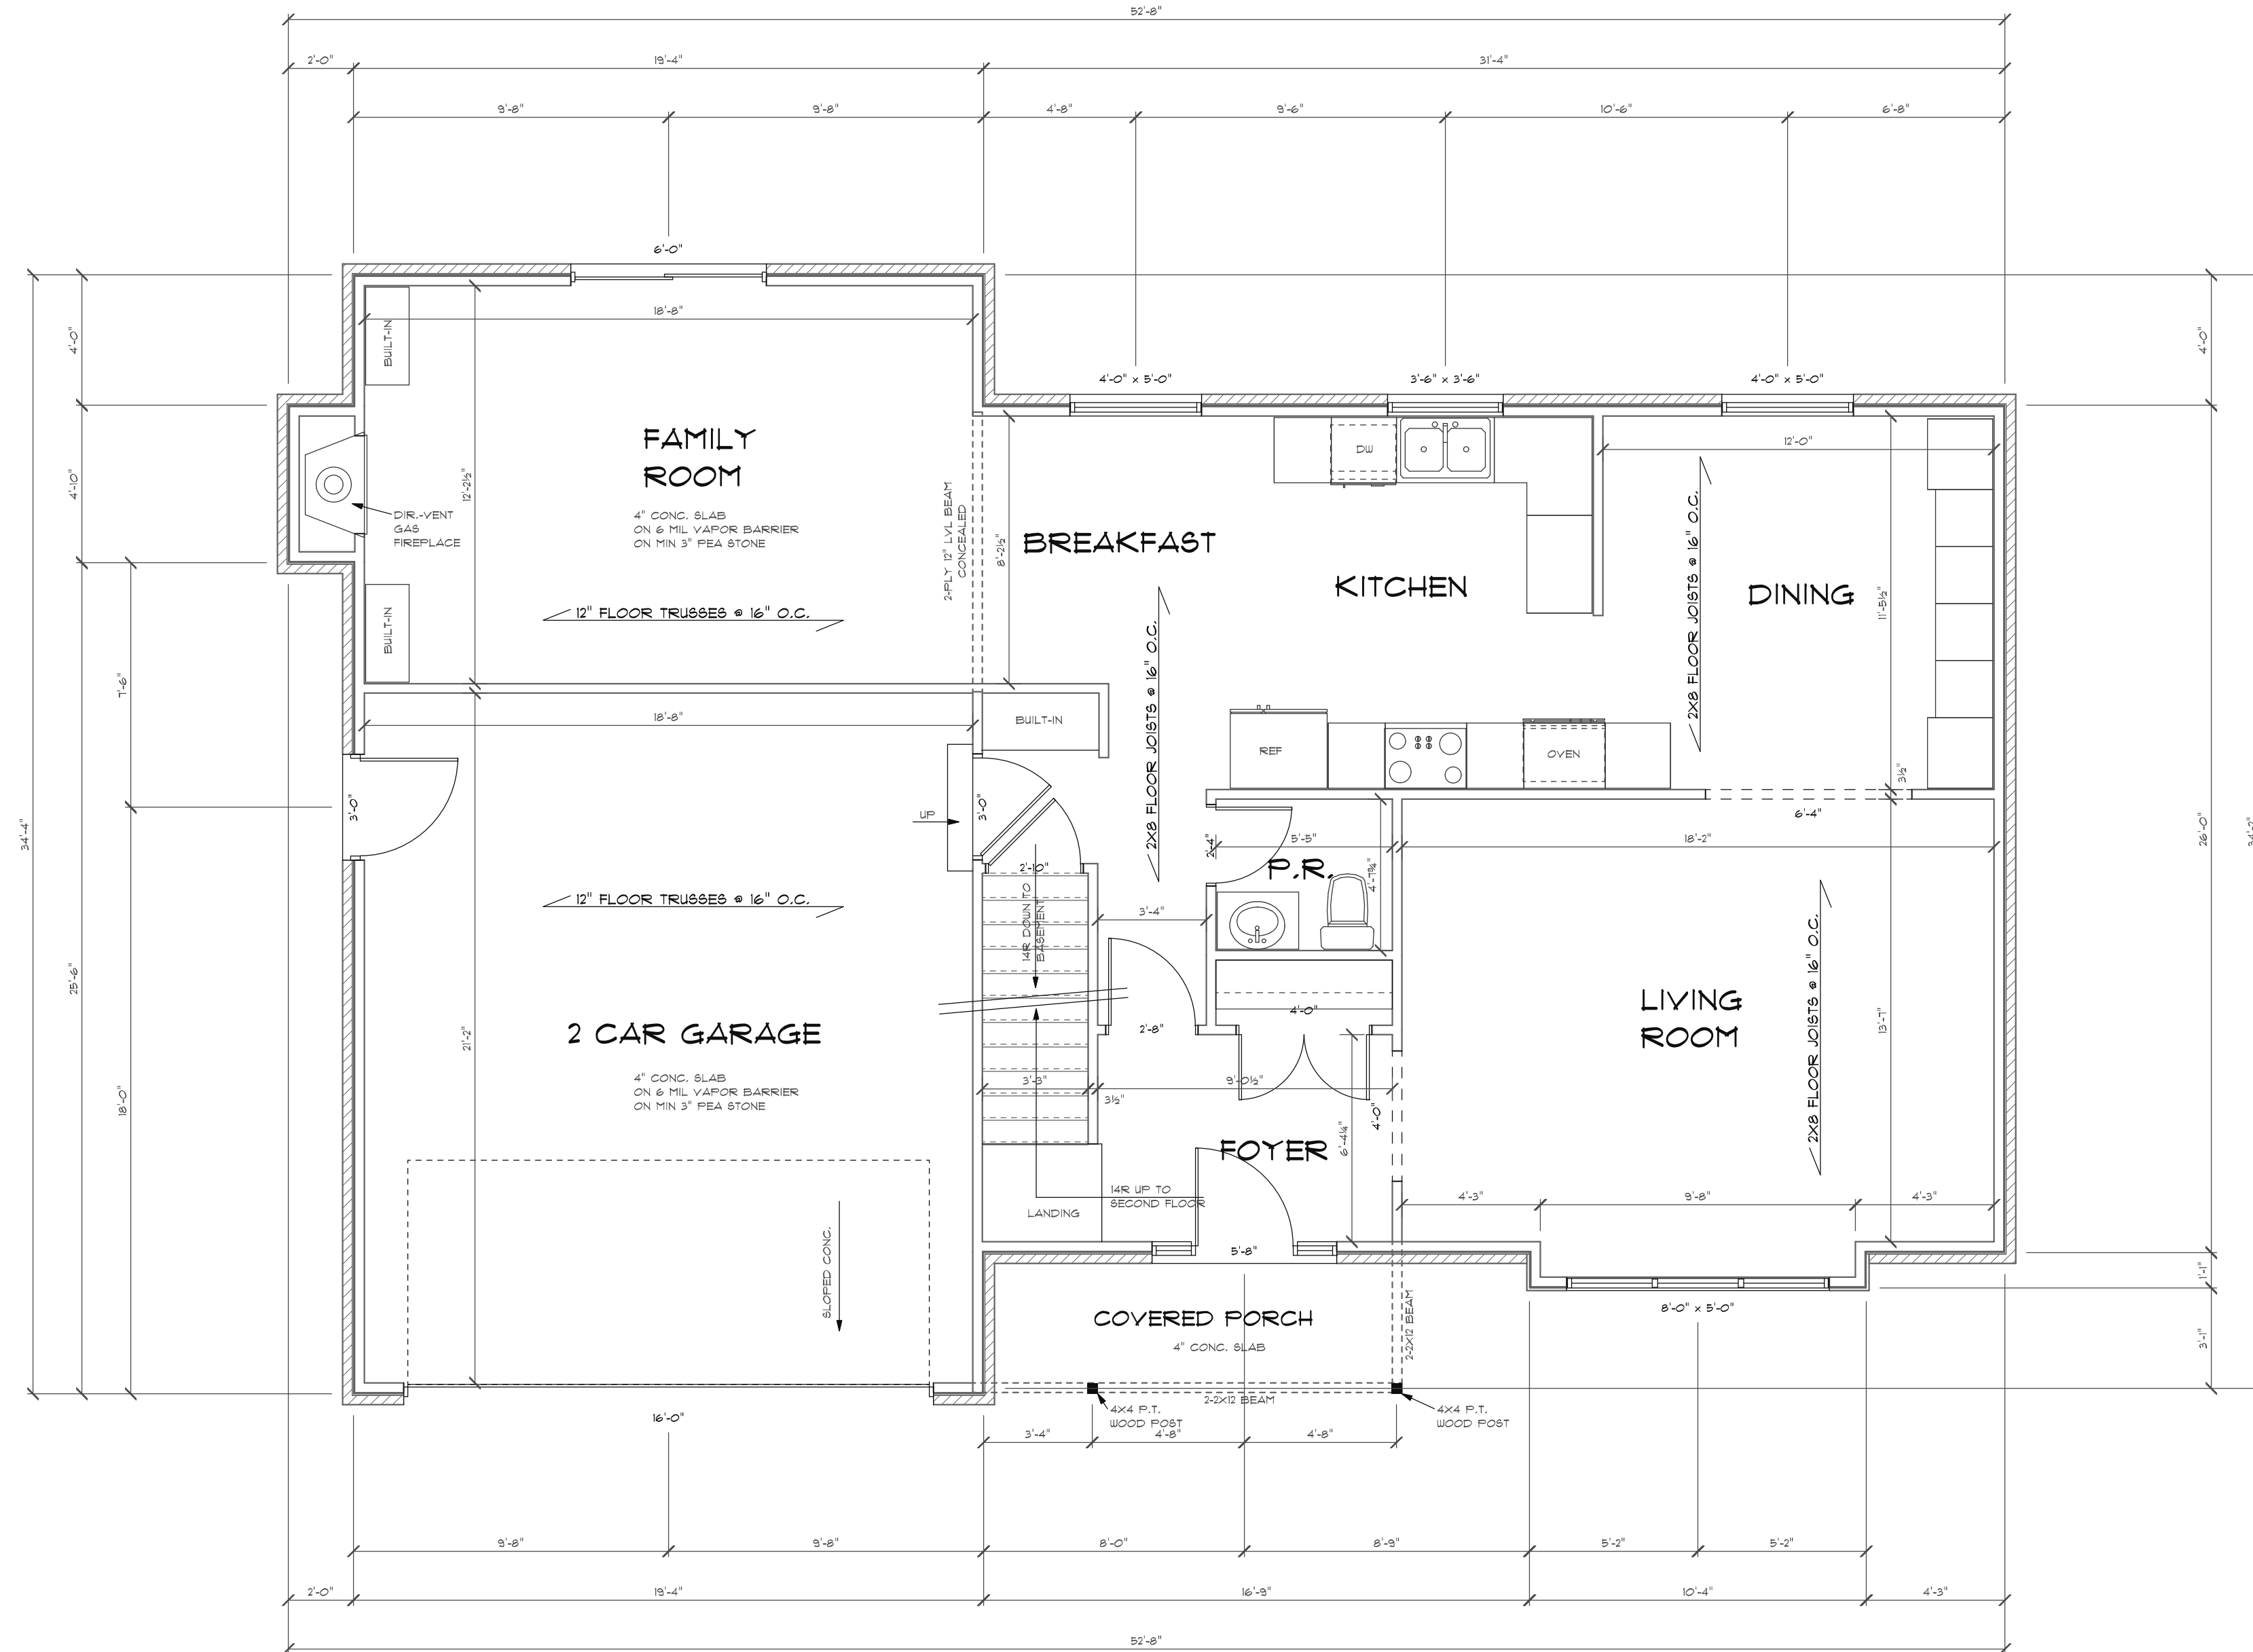 52'-8"
2'-0"
19'-4"
31'-4"
9'-8"
9'-8"
4'-8"
9'-6"
10'-6"
6'-8"
6'-0"
18'-8"
4'-0"
4'-0"
BUILT-IN
4'-0" x 5'-0"
3'-6" x 3'-6"
4'-0" x 5'-0"
FAMILY
ROOM
4" CONC. SLAB
ON 6 MIL VAPOR BARRIER
ON MIN 3" PEA STONE
12'-2½"
4'-10"
DIR.-VENT
GAS
FIREPLACE
2-PLY 12" LVL BEAM
CONCEALED
8'-2½"
BREAKFAST
DW
KITCHEN
12'-0"
DINING
11'-5½"
2X8 FLOOR JOISTS @ 16" O.C.
2X8 FLOOR JOISTS @ 16" O.C.
12" FLOOR TRUSSES @ 16" O.C.
BUILT-IN
7'-6"
18'-8"
BUILT-IN
REF
OVEN
3½"
6'-4"
3'-0"
UP
3'-0"
34'-4"
26'-0"
34'-2"
2'-4"
5'-5"
18'-2"
P.R.
4'-7¾"
2'-10"
14R DOWN TO
BASEMENT
3'-4"
12" FLOOR TRUSSES @ 16" O.C.
25'-6"
18'-0"
21'-2"
2 CAR GARAGE
4" CONC. SLAB
ON 6 MIL VAPOR BARRIER
ON MIN 3" PEA STONE
2'-8"
4'-0"
LIVING
ROOM
2X8 FLOOR JOISTS @ 16" O.C.
13'-7"
3'-3"
3½"
9'-0½"
4'-0"
6'-4¼"
FOYER
14R UP TO
SECOND FLOOR
LANDING
4'-3"
9'-8"
4'-3"
5'-8"
SLOPED CONC.
1'-1"
3'-1"
COVERED PORCH
4" CONC. SLAB
2-2X12 BEAM
8'-0" x 5'-0"
2-2X12 BEAM
4X4 P.T.
WOOD POST
4X4 P.T.
WOOD POST
16'-0"
3'-4"
4'-8"
4'-8"
9'-8"
9'-8"
8'-0"
8'-9"
5'-2"
5'-2"
2'-0"
19'-4"
16'-9"
10'-4"
4'-3"
52'-8"